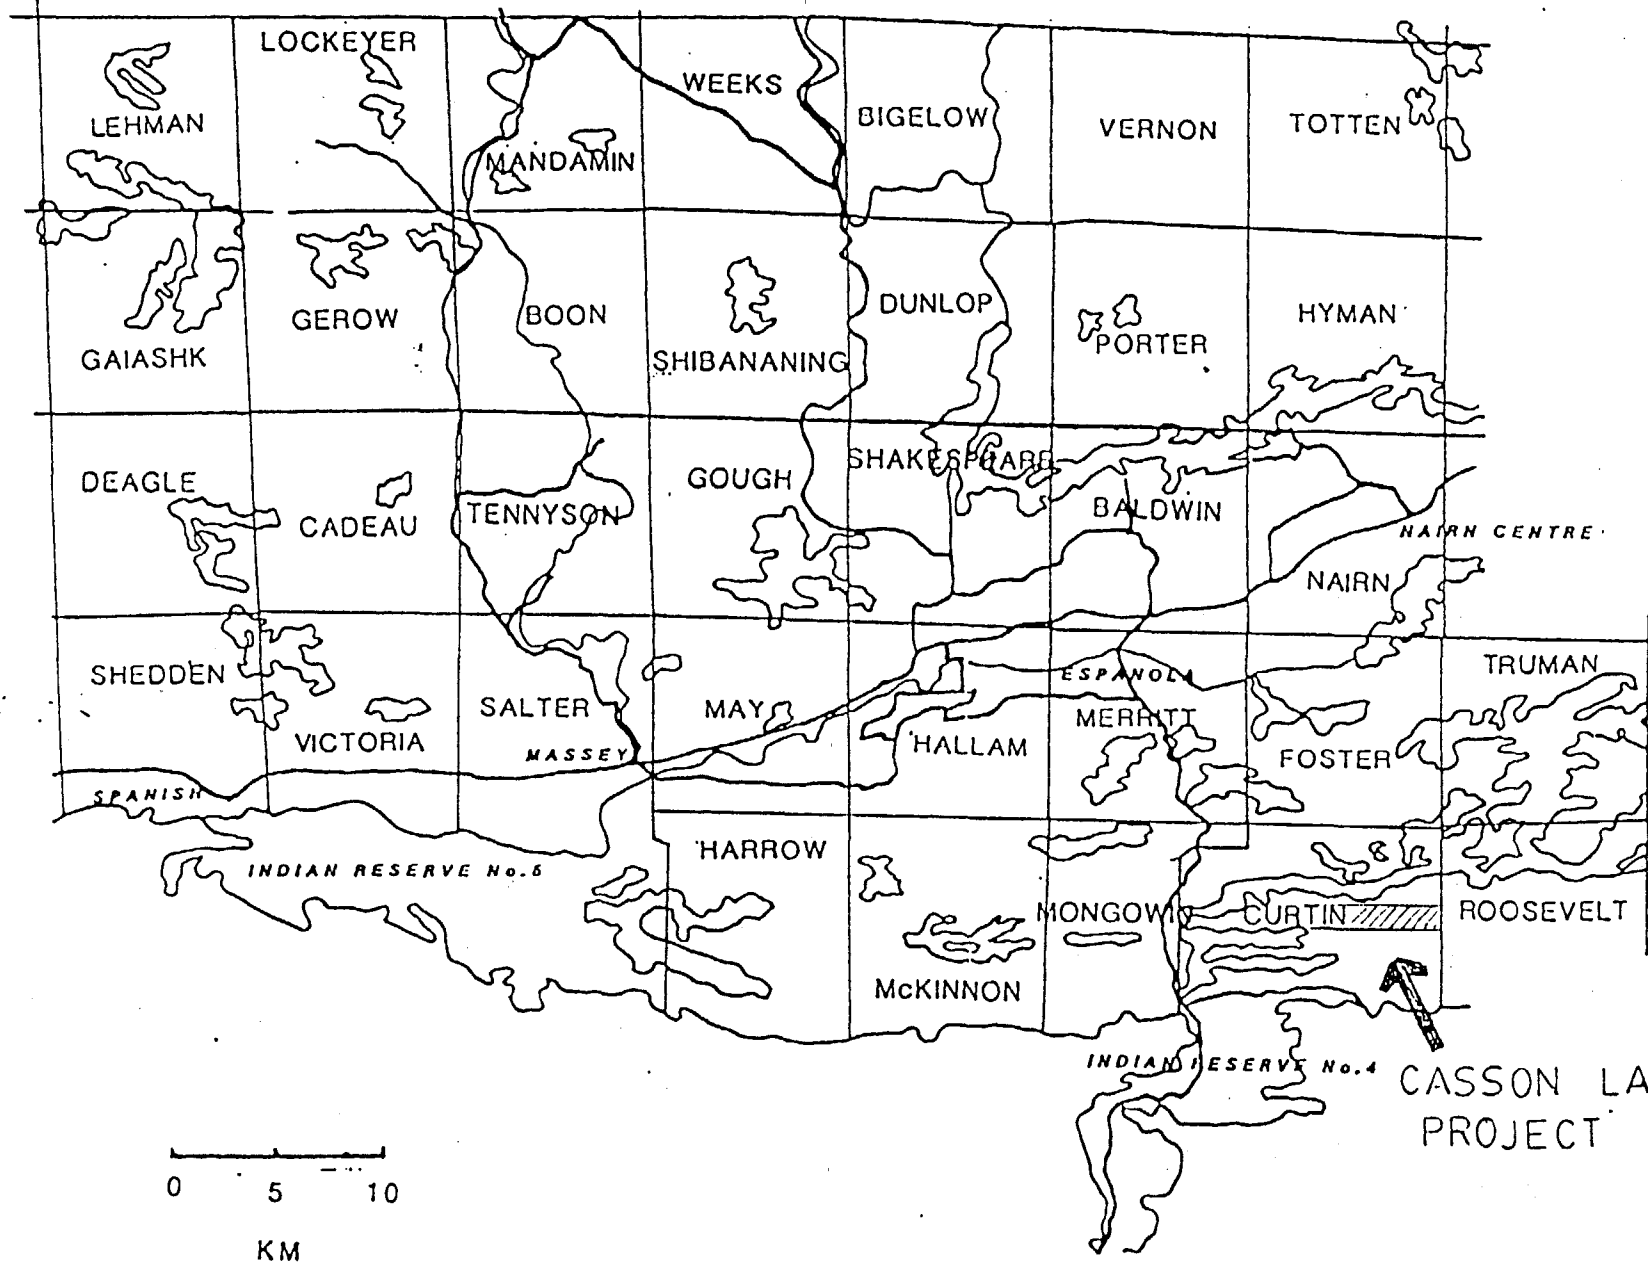 LOCKEYER
WEEKS
LEHMAN
BIGELOW
VERNON
TOTTEN
MANDAMIN
GEROW
BOON
DUNLOP
HYMAN
GAIASHK
SHIBANANING
PORTER
DEAGLE
CADEAU
TENNYSON
GOUGH
SHAKESPEARE
BALDWIN
NAIRN CENTRE
NAIRN
SHEDDEN
VICTORIA
SALTER
MAY
ESPANOLA
MERRITT
TRUMAN
MASSEY
HALLAM
FOSTER
SPANISH
INDIAN RESERVE No.5
HARROW
MONGOWIN
CURTIN
ROOSEVELT
McKINNON
INDIAN RESERVE No.4
CASSON LA
PROJECT
0 5 10
KM